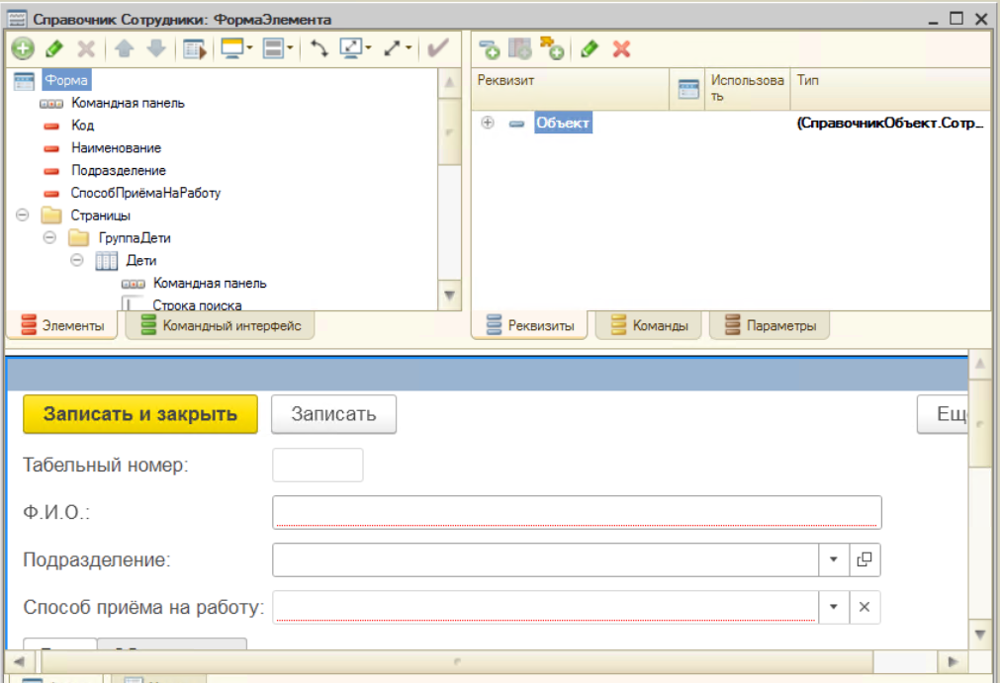 Справочник Сотрудники: ФормаЭлемента
Форма
Командная панель
Код
Наименование
Подразделение
СпособПриёмаНаРаботу
Страницы
ГруппаДети
Дети
Командная панель
Строка поиска
Элементы
Командный интерфейс
Реквизит
Использова
ть
Тип
Объект
(СправочникОбъект.Сотр...
Реквизиты
Команды
Параметры
Записать и закрыть
Записать
Ещ
Табельный номер:
Ф.И.О.:
Подразделение:
Способ приёма на работу: